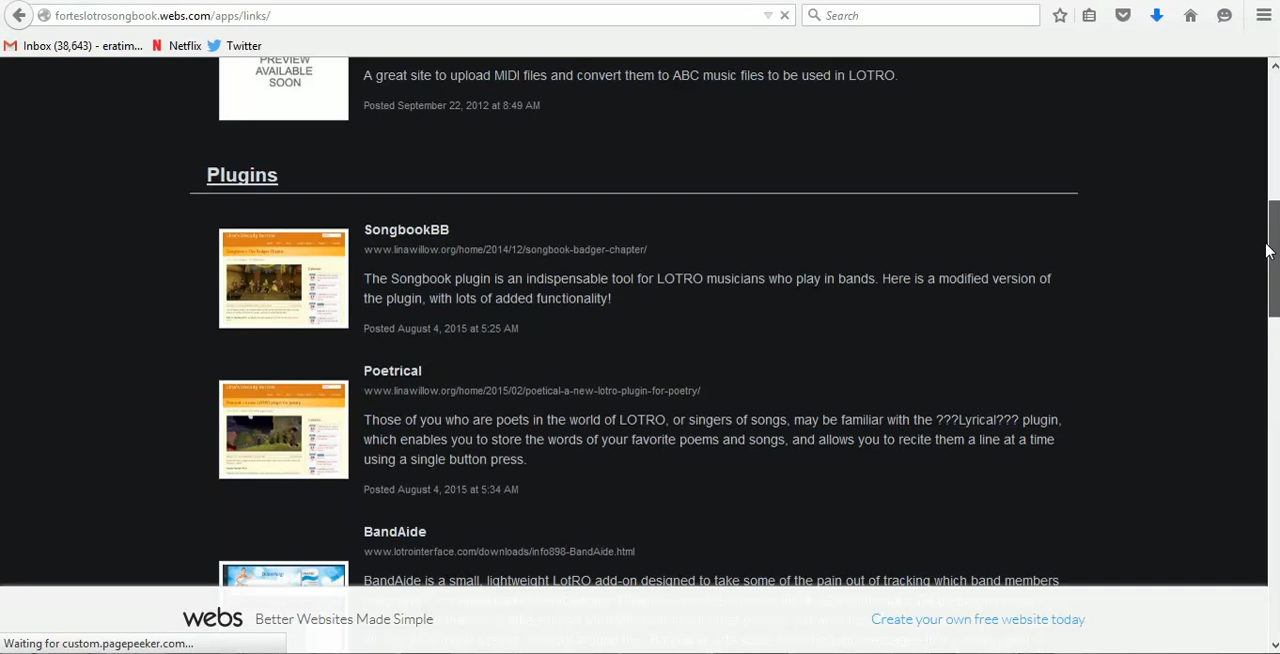 forteslotrosongbook.webs.com/apps/links/
Search
Inbox (38,643) - eratim... Netflix Twitter
PREVIEW
AVAILABLE
SOON
A great site to upload MIDI files and convert them to ABC music files to be used in LOTRO.
Posted September 22, 2012 at 8:49 AM
Plugins
SongbookBB
www.linawillow.org/home/2014/12/songbook-badger-chapter/
The Songbook plugin is an indispensable tool for LOTRO musicians who play in bands. Here is a modified version of
the plugin, with lots of added functionality!
Posted August 4, 2015 at 5:25 AM
Poetrical
www.linawillow.org/home/2015/02/poetical-a-new-lotro-plugin-for-poetry/
Those of you who are poets in the world of LOTRO, or singers of songs, may be familiar with the ???Lyrical??? plugin,
which enables you to store the words of your favorite poems and songs, and allows you to recite them a line at a time
using a single button press.
Posted August 4, 2015 at 5:34 AM
BandAide
www.lotrointerface.com/downloads/info898-BandAide.html
BandAide is a small, lightweight LotRO add-on designed to take some of the pain out of tracking which band members
webs Better Websites Made Simple
Create your own free website today
Waiting for custom.pagepeeker.com...